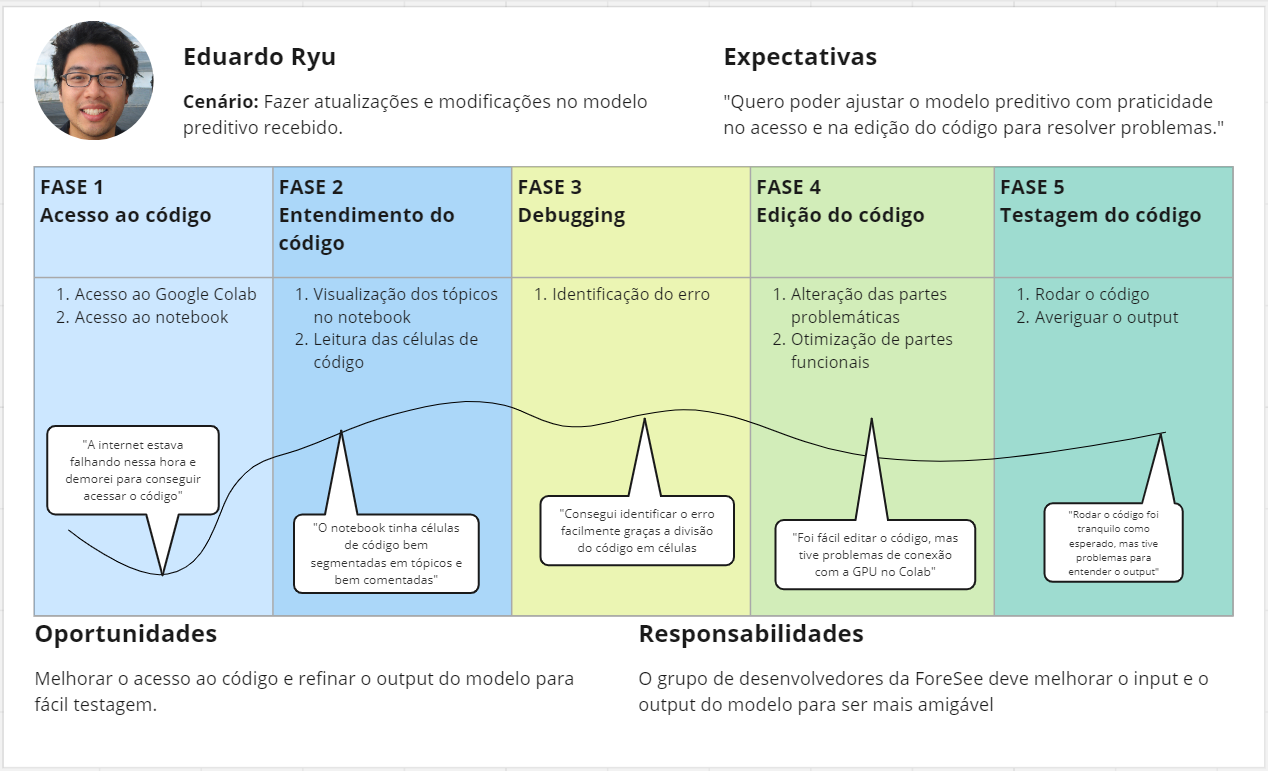 Eduardo Ryu
Cenário: Fazer atualizações e modificações no modelo
preditivo recebido.
Expectativas
"Quero poder ajustar o modelo preditivo com praticidade
no acesso e na edição do código para resolver problemas."
FASE 1
Acesso ao código
FASE 2
Entendimento do
código
FASE 3
Debugging
FASE 4
Edição do código
FASE 5
Testagem do código
1. Acesso ao Google Colab
2. Acesso ao notebook
1. Visualização dos tópicos
no notebook
2. Leitura das células de
código
1. Identificação do erro
1. Alteração das partes
problemáticas
2. Otimização de partes
funcionais
1. Rodar o código
2. Averiguar o output
"A internet estava
falhando nessa hora e
demorei para conseguir
acessar o código"
"O notebook tinha células
de código bem
segmentadas em tópicos e
bem comentadas"
"Consegui identificar o erro
facilmente graças a divisão
do código em células
"Foi fácil editar o código, mas
tive problemas de conexão
com a GPU no Colab"
"Rodar o código foi
tranquilo como
esperado, mas tive
problemas para
entender o output"
Oportunidades
Melhorar o acesso ao código e refinar o output do modelo para
fácil testagem.
Responsabilidades
O grupo de desenvolvedores da ForeSee deve melhorar o input e o
output do modelo para ser mais amigável